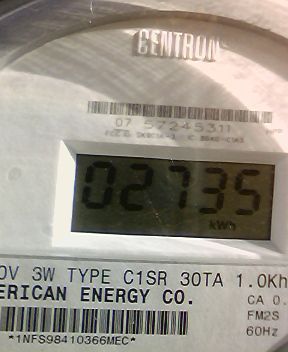 CENTRON
07 57245311
02735
kWh
0V 3W TYPE C1SR 30TA 1.0Kh
ERICAN ENERGY CO.
CA 0.
FM2S
60Hz
*1NFS98410366MEC*